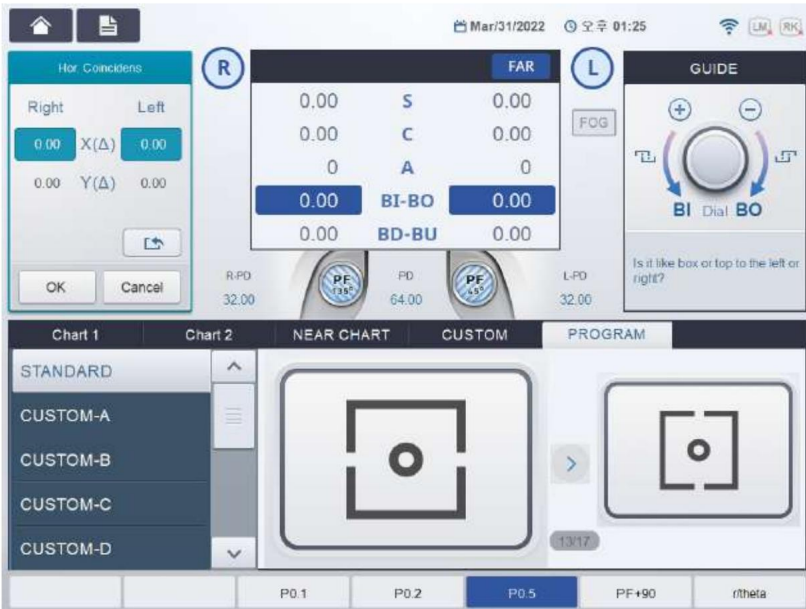 Mar/31/2022 오후 01:25 LM RK
Hor. Coincidens
Right Left
0.00 X(Δ) 0.00
0.00 Y(Δ) 0.00
OK Cancel
R L
FAR
0.00 S 0.00
0.00 C 0.00
0 A 0
0.00 BI-BO 0.00
0.00 BD-BU 0.00
FOG
R-PD PD L-PD
32.00 64.00 32.00
PF 135° PF 45°
GUIDE
+ −
BI Dial BO
Is it like box or top to the left or
right?
Chart 1 Chart 2 NEAR CHART CUSTOM PROGRAM
STANDARD
CUSTOM-A
CUSTOM-B
CUSTOM-C
CUSTOM-D
13/17
P0.1 P0.2 P0.5 PF+90 r/theta